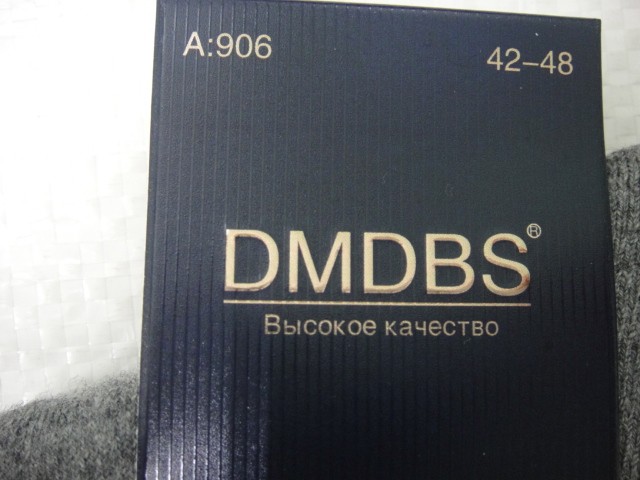 A:906 42-48
DMDBS®
Высокое качество